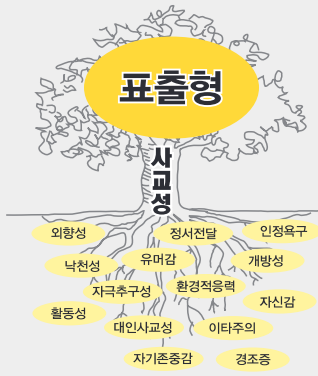 표출형
사교성
외향성
정서전달
인정욕구
낙천성
유머감
개방성
자극추구성
환경적응력
활동성
자신감
대인사교성
이타주의
자기존중감
경조증